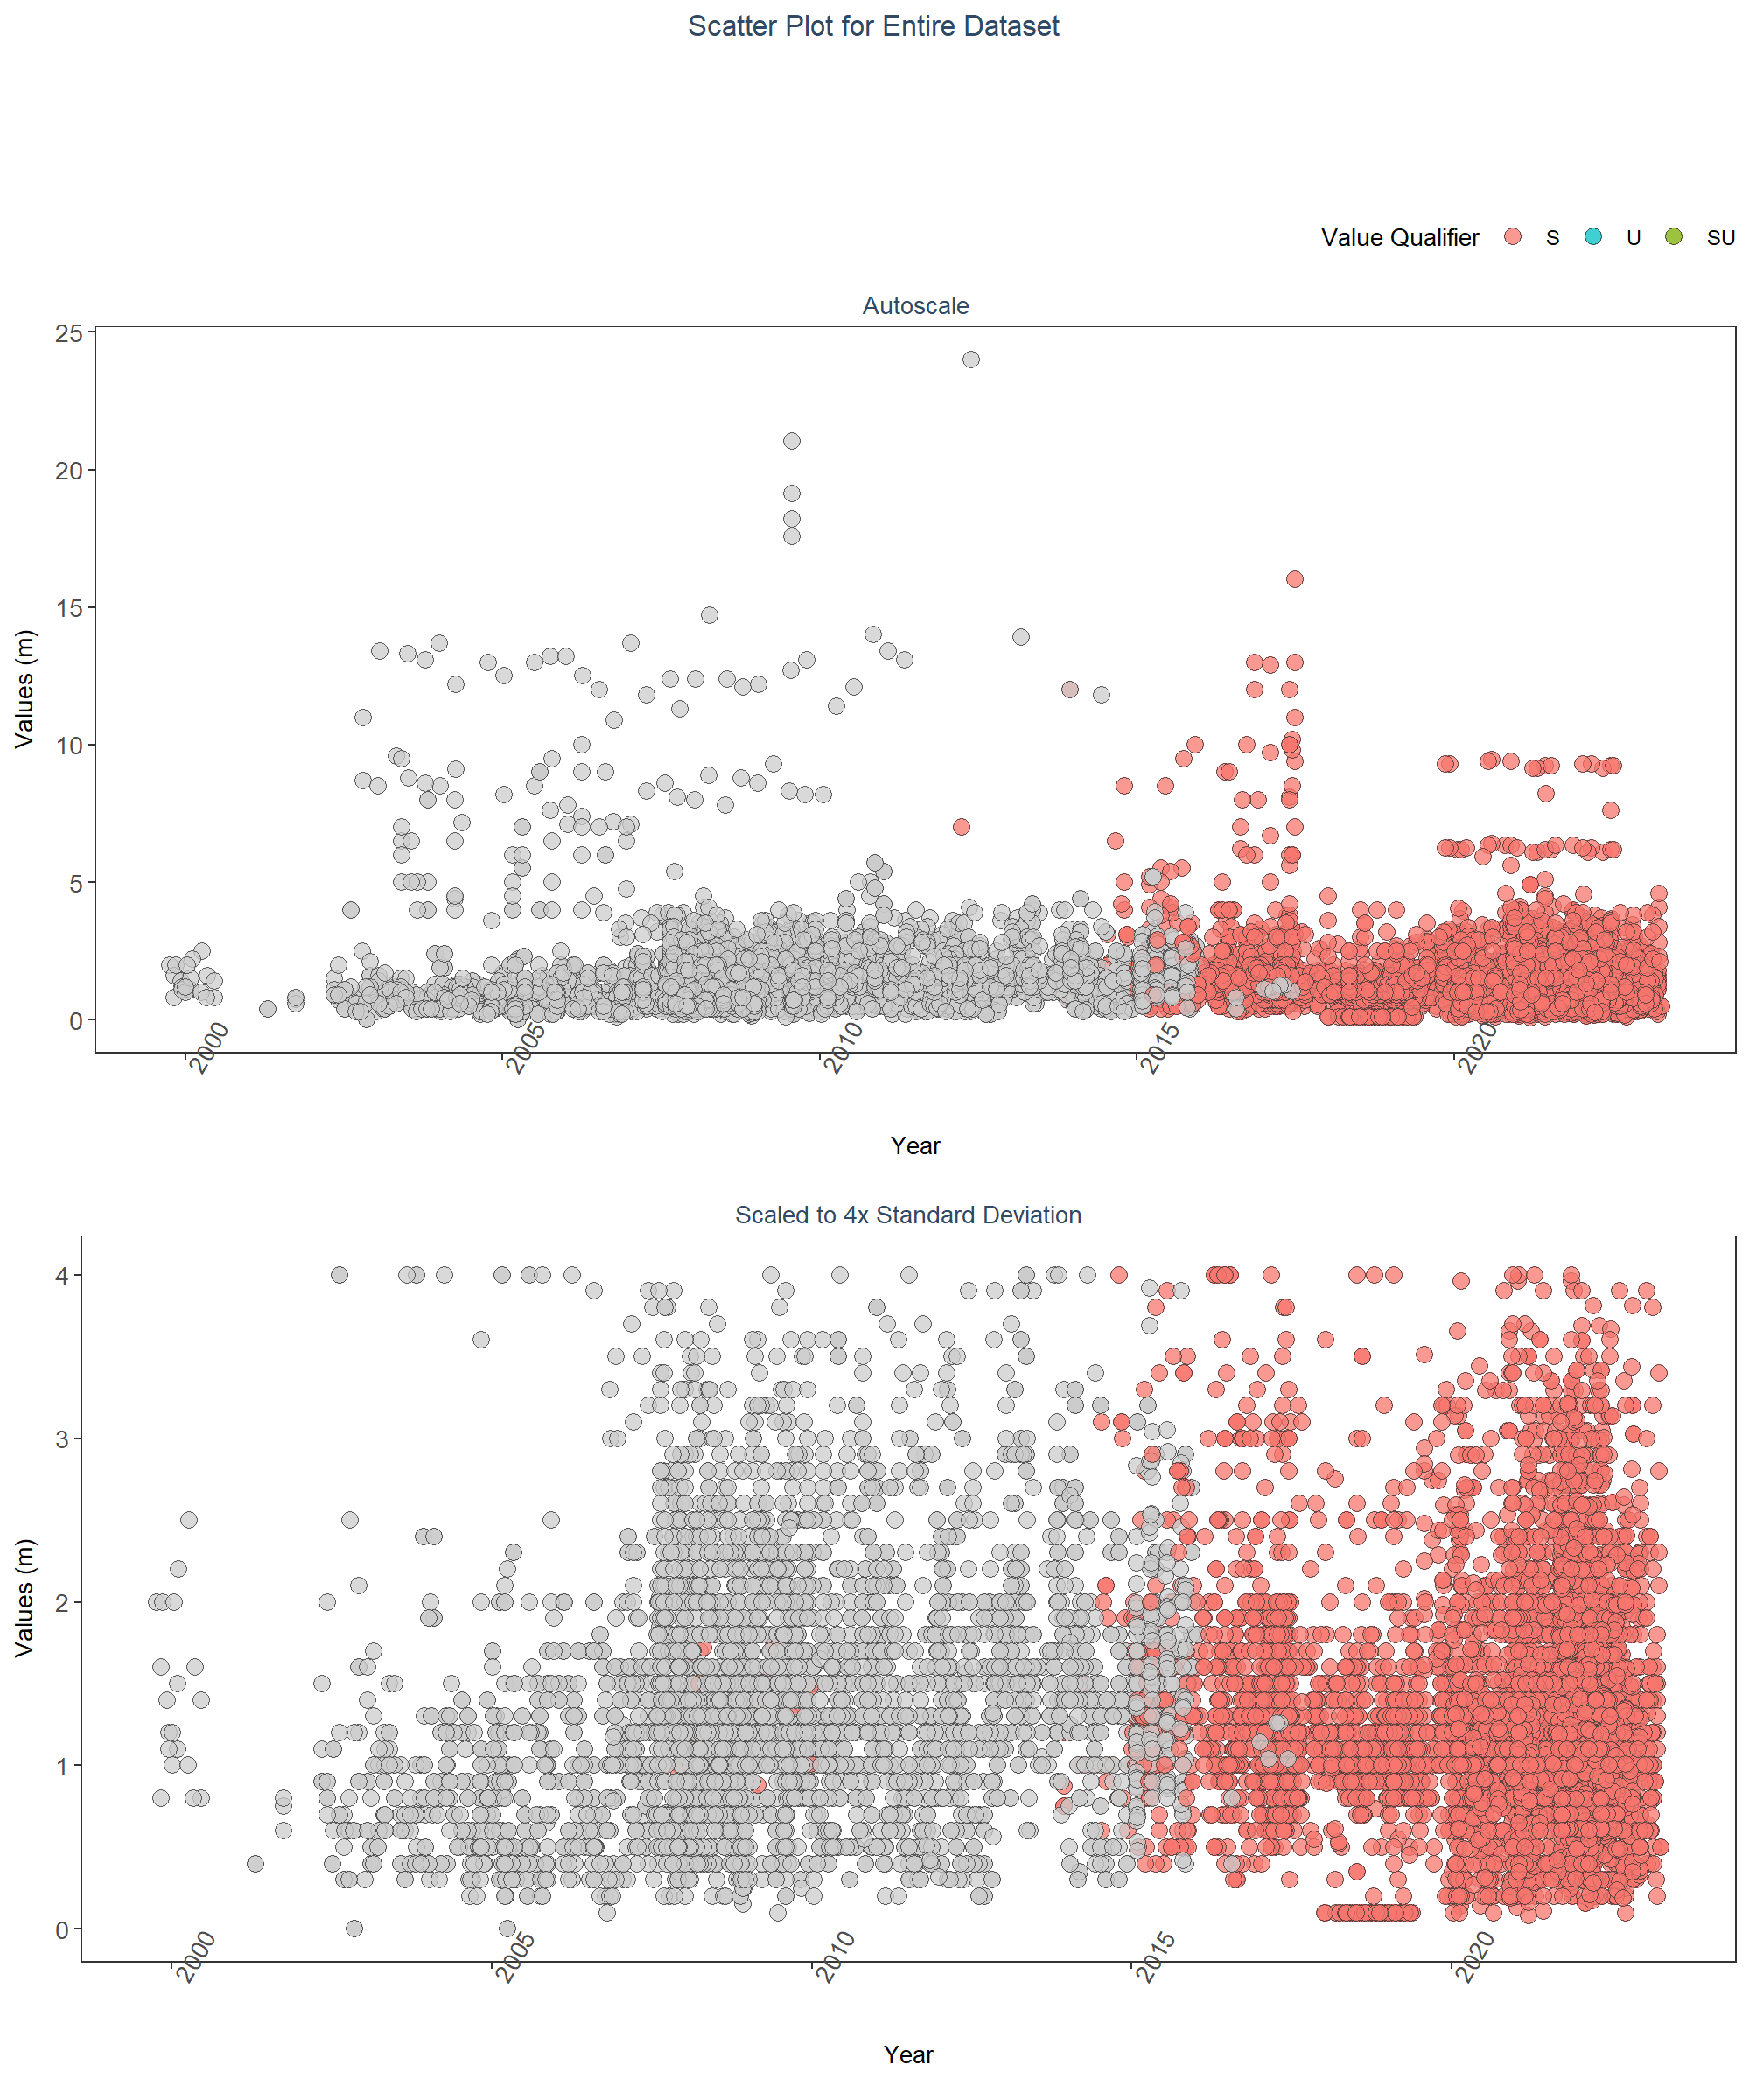 Scatter Plot for Entire Dataset
Value Qualifier S U SU
Autoscale
25
20
15
10
5
0
Values (m)
2000 2005 2010 2015 2020
Year
Scaled to 4x Standard Deviation
4
3
2
1
0
Values (m)
2000 2005 2010 2015 2020
Year